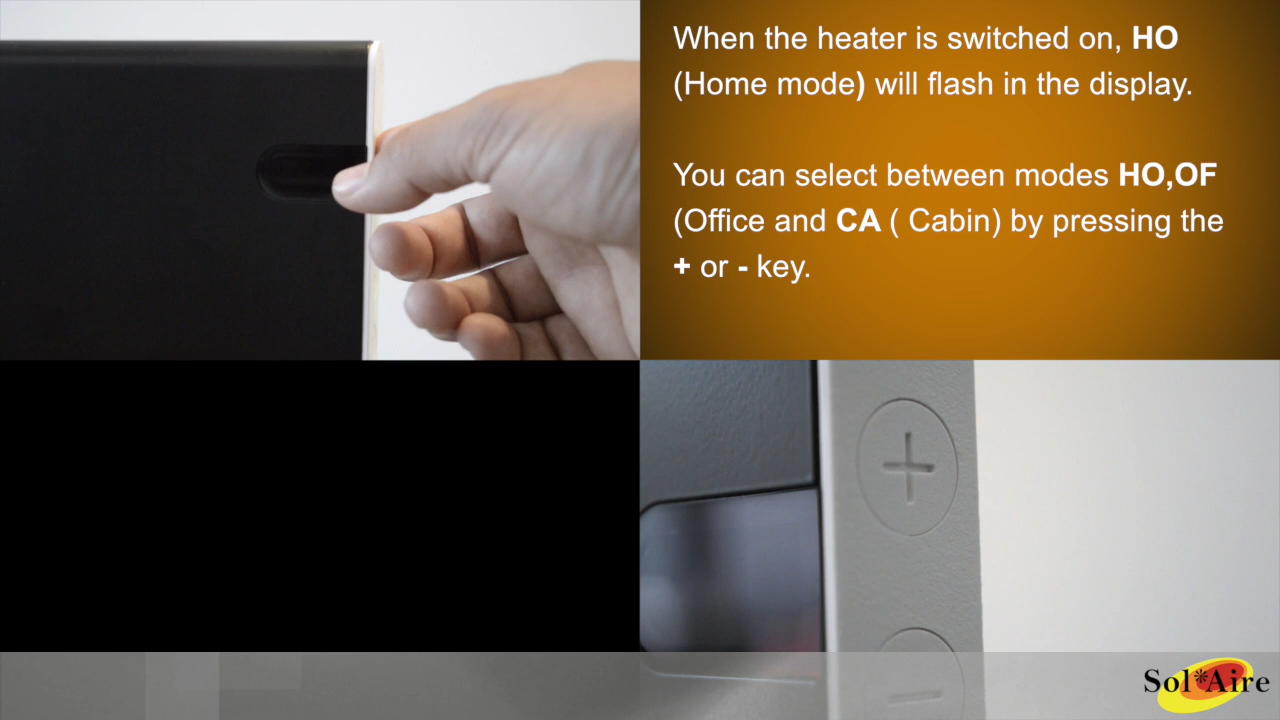 When the heater is switched on, HO
(Home mode) will flash in the display.
You can select between modes HO,OF
(Office and CA ( Cabin) by pressing the
+ or - key.
+
−
Sol*Aire